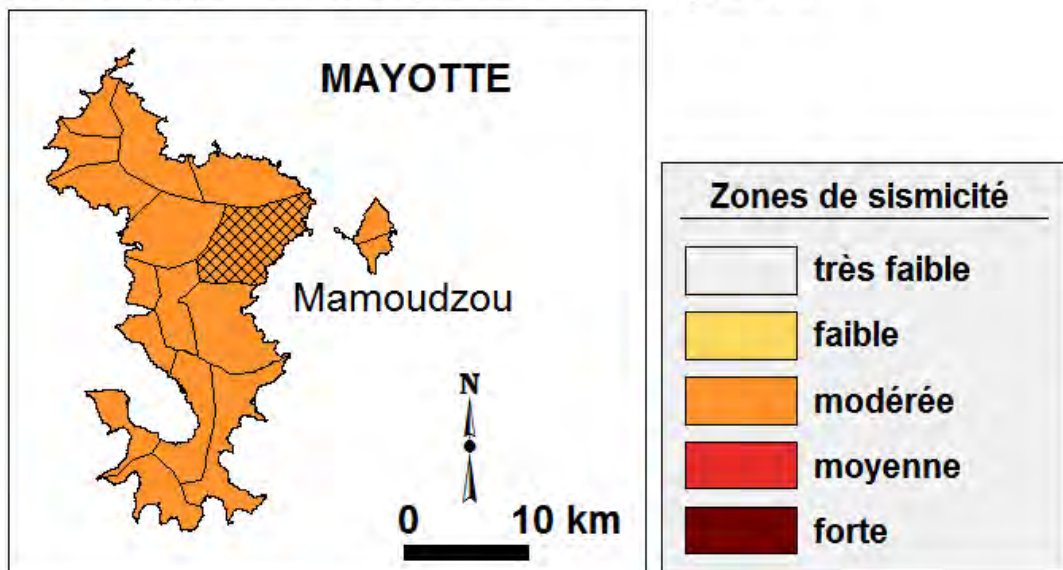 MAYOTTE
Mamoudzou
N
0 10 km
Zones de sismicité
très faible
faible
modérée
moyenne
forte